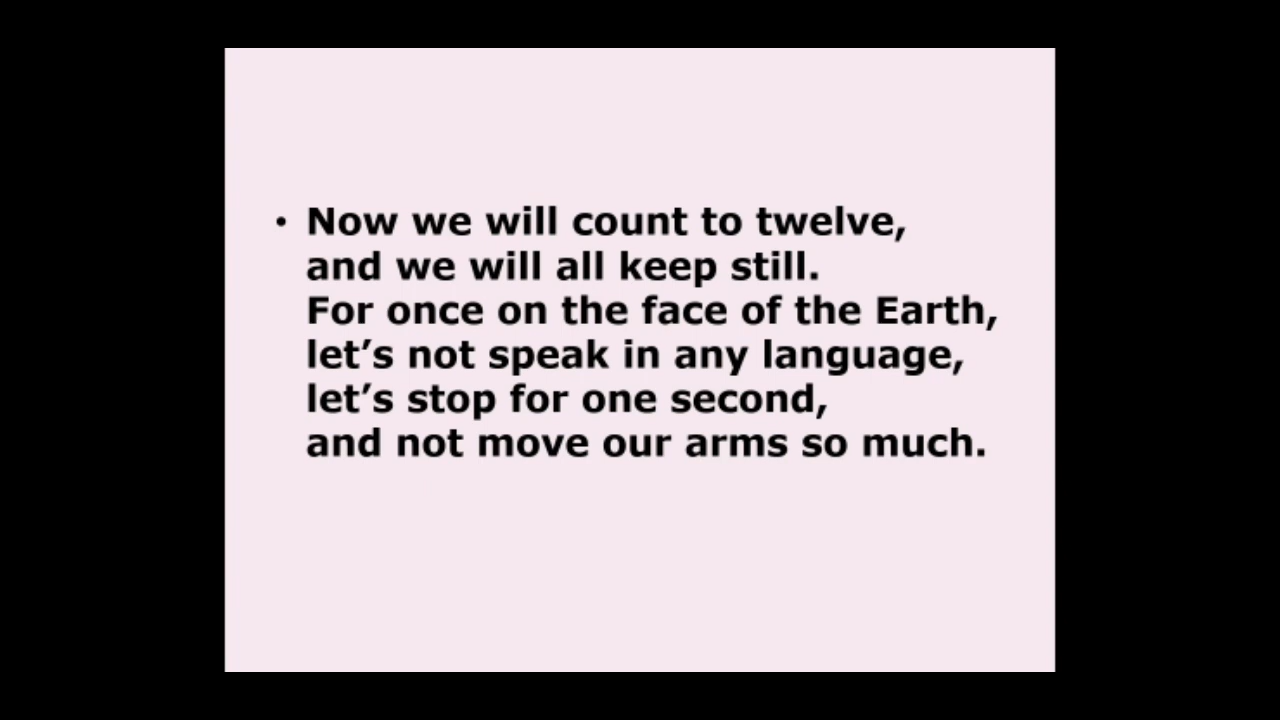 • Now we will count to twelve,
and we will all keep still.
For once on the face of the Earth,
let’s not speak in any language,
let’s stop for one second,
and not move our arms so much.